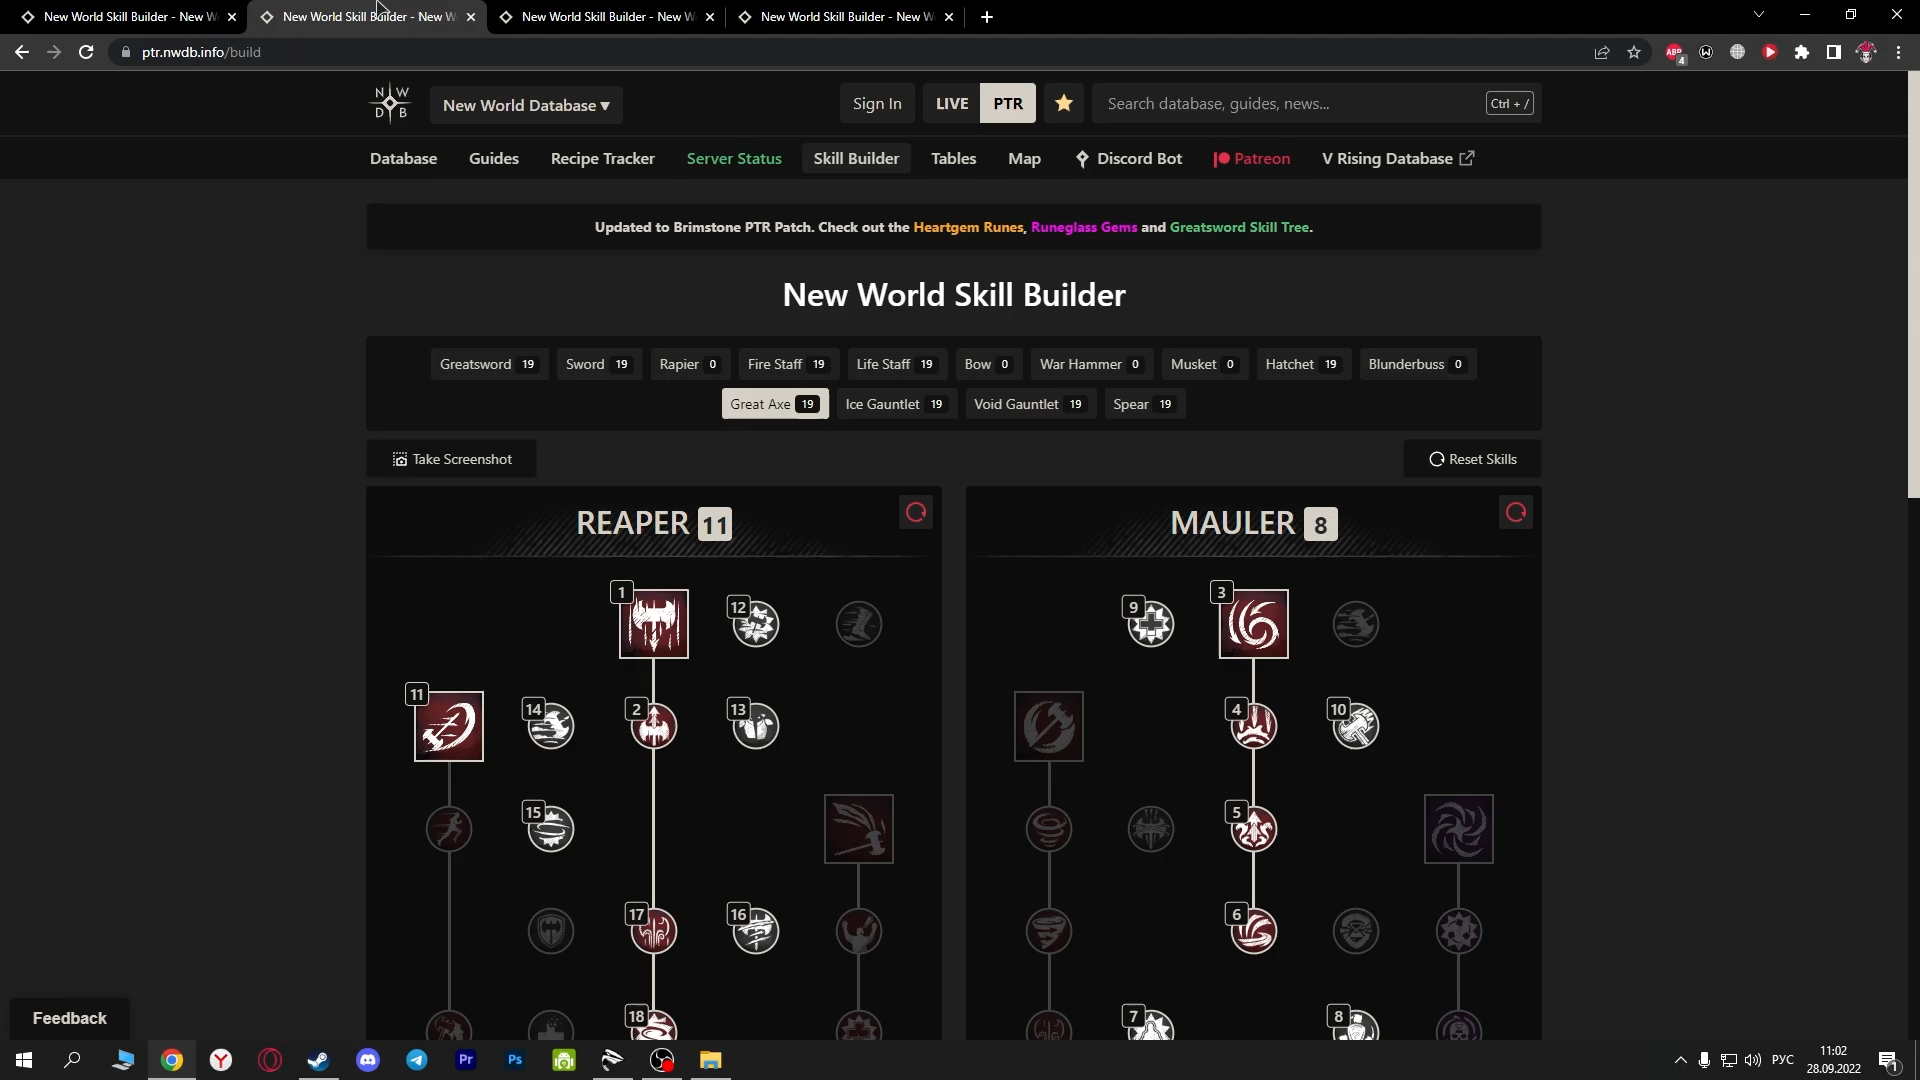 New World Skill Builder - New W
New World Skill Builder - New W
New World Skill Builder - New W
New World Skill Builder - New W
ptr.nwdb.info/build
ABP
4
N W
D B
New World Database ▾
Sign In
LIVE
PTR
Search database, guides, news...
Ctrl + /
Database
Guides
Recipe Tracker
Server Status
Skill Builder
Tables
Map
Discord Bot
Patreon
V Rising Database
Updated to Brimstone PTR Patch. Check out the Heartgem Runes, Runeglass Gems and Greatsword Skill Tree.
New World Skill Builder
Greatsword 19
Sword 19
Rapier 0
Fire Staff 19
Life Staff 19
Bow 0
War Hammer 0
Musket 0
Hatchet 19
Blunderbuss 0
Great Axe 19
Ice Gauntlet 19
Void Gauntlet 19
Spear 19
Take Screenshot
Reset Skills
REAPER 11
MAULER 8
1
12
9
3
11
14
2
13
4
10
15
5
17
16
6
18
7
8
Feedback
Pr
Ps
РУС
11:02
28.09.2022
1